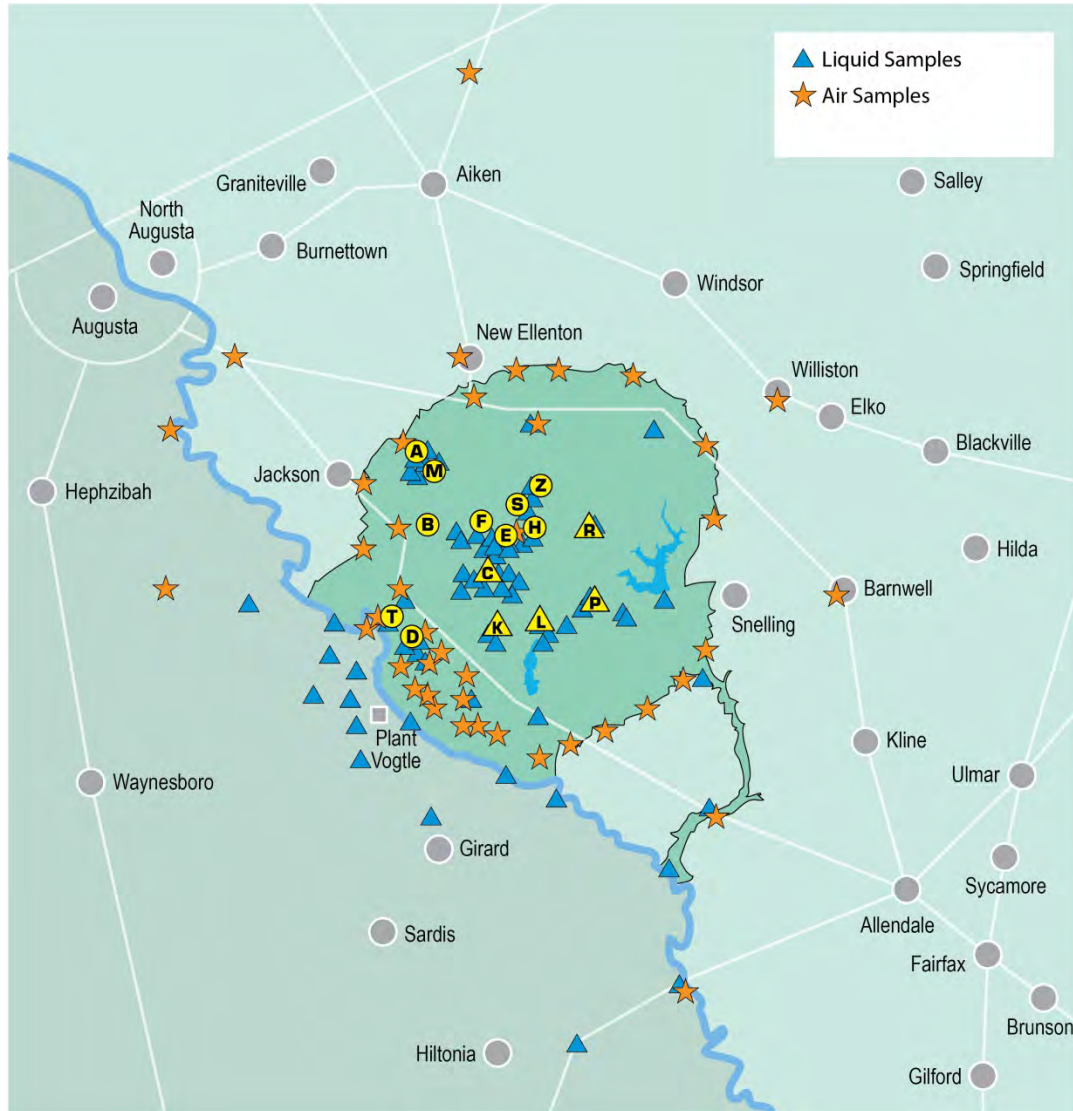 Liquid Samples
Air Samples
Graniteville
Aiken
Salley
North
Augusta
Burnettown
Springfield
Windsor
Augusta
New Ellenton
Williston
Elko
Blackville
Jackson
A
M
Hephzibah
Z
S
B
F
E
H
R
Hilda
C
Barnwell
Snelling
P
T
D
K
L
Plant
Vogtle
Kline
Ulmar
Waynesboro
Girard
Sycamore
Allendale
Sardis
Fairfax
Brunson
Hiltonia
Gilford